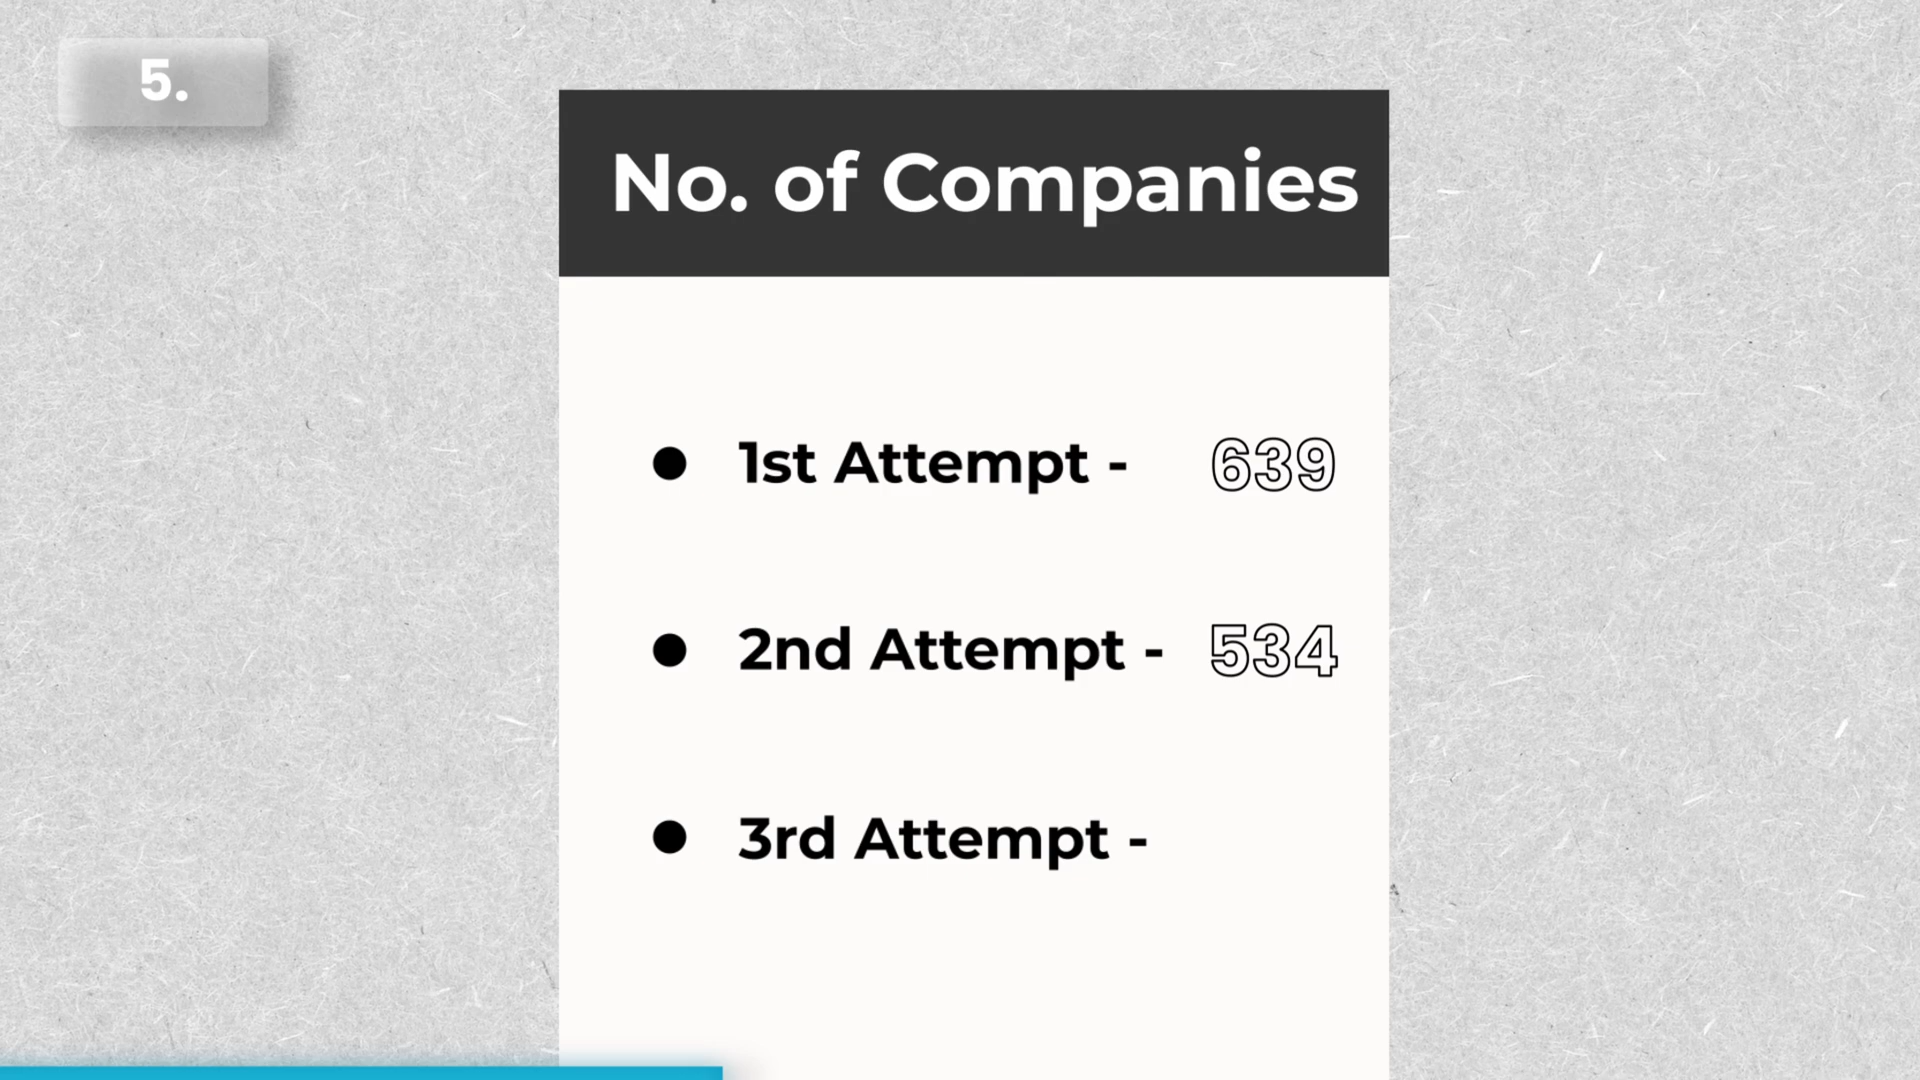 5.
No. of Companies
● 1st Attempt - 639
● 2nd Attempt - 534
● 3rd Attempt -